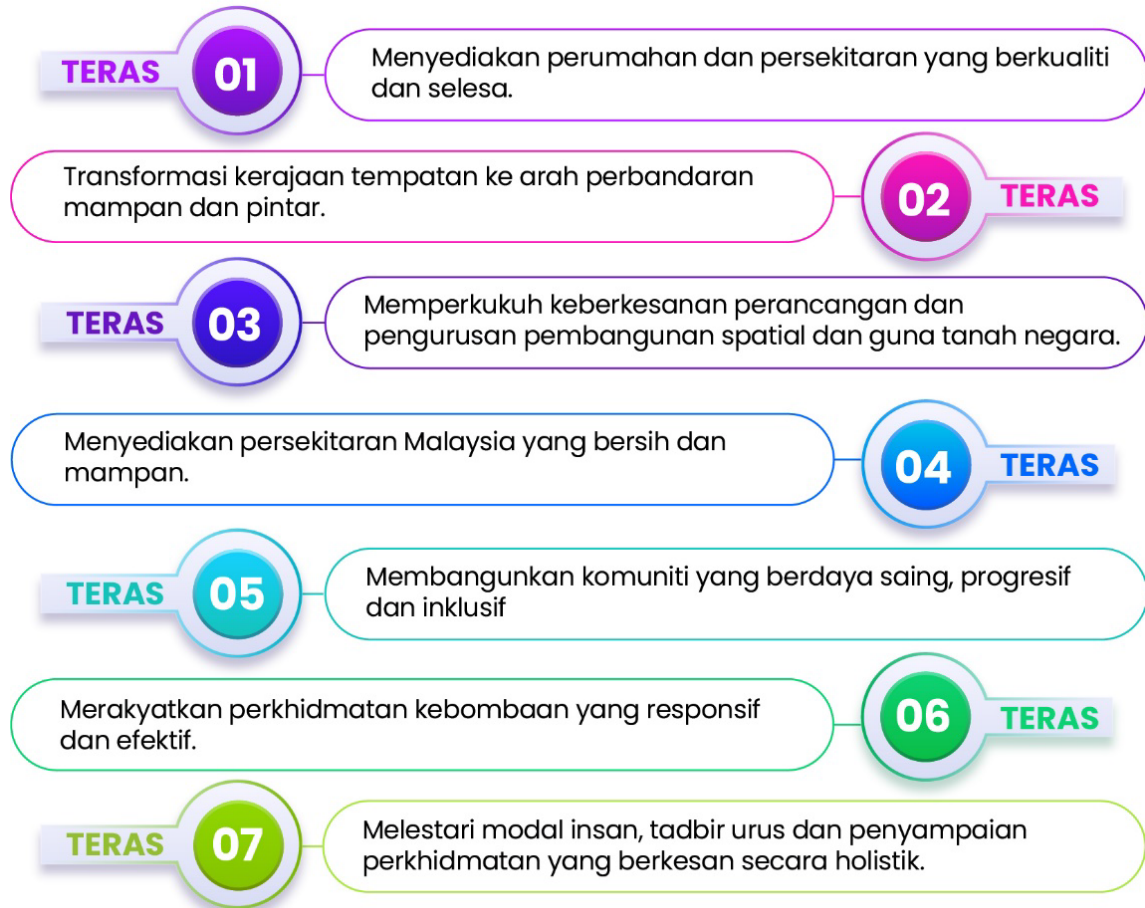 TERAS 01
Menyediakan perumahan dan persekitaran yang berkualiti
dan selesa.
Transformasi kerajaan tempatan ke arah perbandaran
mampan dan pintar.
02 TERAS
TERAS 03
Memperkukuh keberkesanan perancangan dan
pengurusan pembangunan spatial dan guna tanah negara.
Menyediakan persekitaran Malaysia yang bersih dan
mampan.
04 TERAS
TERAS 05
Membangunkan komuniti yang berdaya saing, progresif
dan inklusif
Merakyatkan perkhidmatan kebombaan yang responsif
dan efektif.
06 TERAS
TERAS 07
Melestari modal insan, tadbir urus dan penyampaian
perkhidmatan yang berkesan secara holistik.